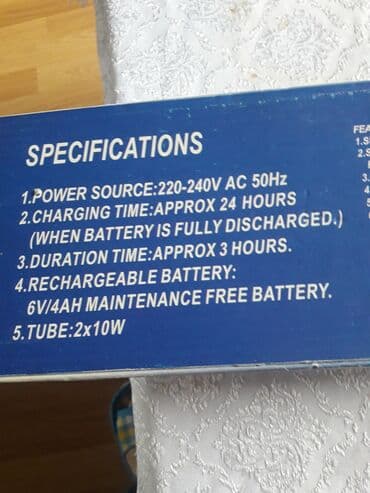 SPECIFICATIONS
1.POWER SOURCE:220-240V AC 50Hz
2.CHARGING TIME:APPROX 24 HOURS
(WHEN BATTERY IS FULLY DISCHARGED.)
3.DURATION TIME:APPROX 3 HOURS.
4.RECHARGEABLE BATTERY:
6V/4AH MAINTENANCE FREE BATTERY.
5.TUBE:2x10W